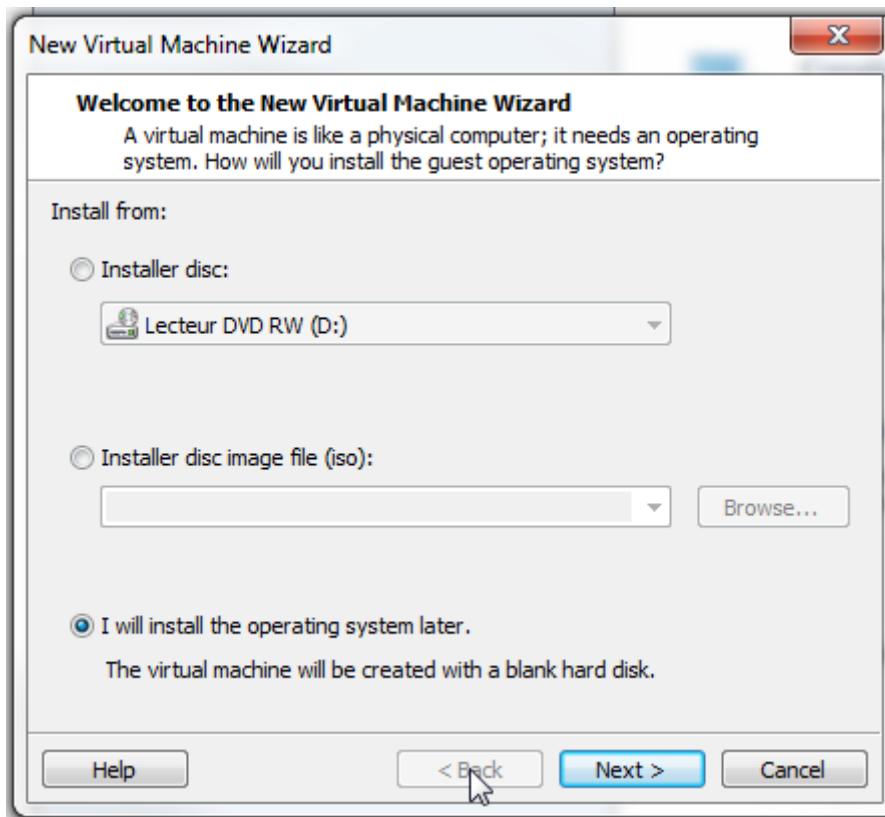 New Virtual Machine Wizard
Welcome to the New Virtual Machine Wizard
A virtual machine is like a physical computer; it needs an operating
system. How will you install the guest operating system?
Install from:
Installer disc:
Lecteur DVD RW (D:)
Installer disc image file (iso):
Browse...
I will install the operating system later.
The virtual machine will be created with a blank hard disk.
Help
< Back
Next >
Cancel